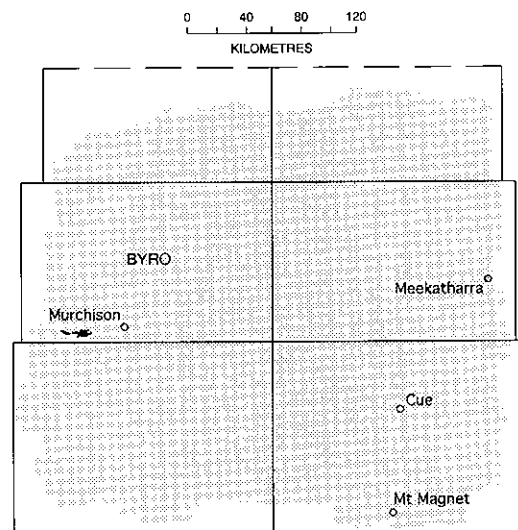 0 40 80 120
KILOMETRES
BYRO
Meekatharra
Murchison
Cue
Mt Magnet